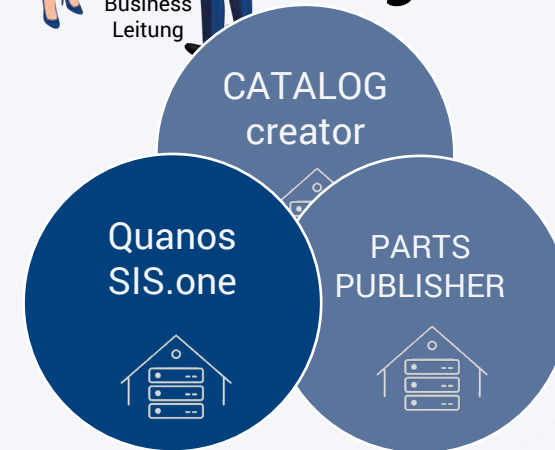 Business
Leitung
CATALOG
creator
Quanos
SIS.one
PARTS
PUBLISHER